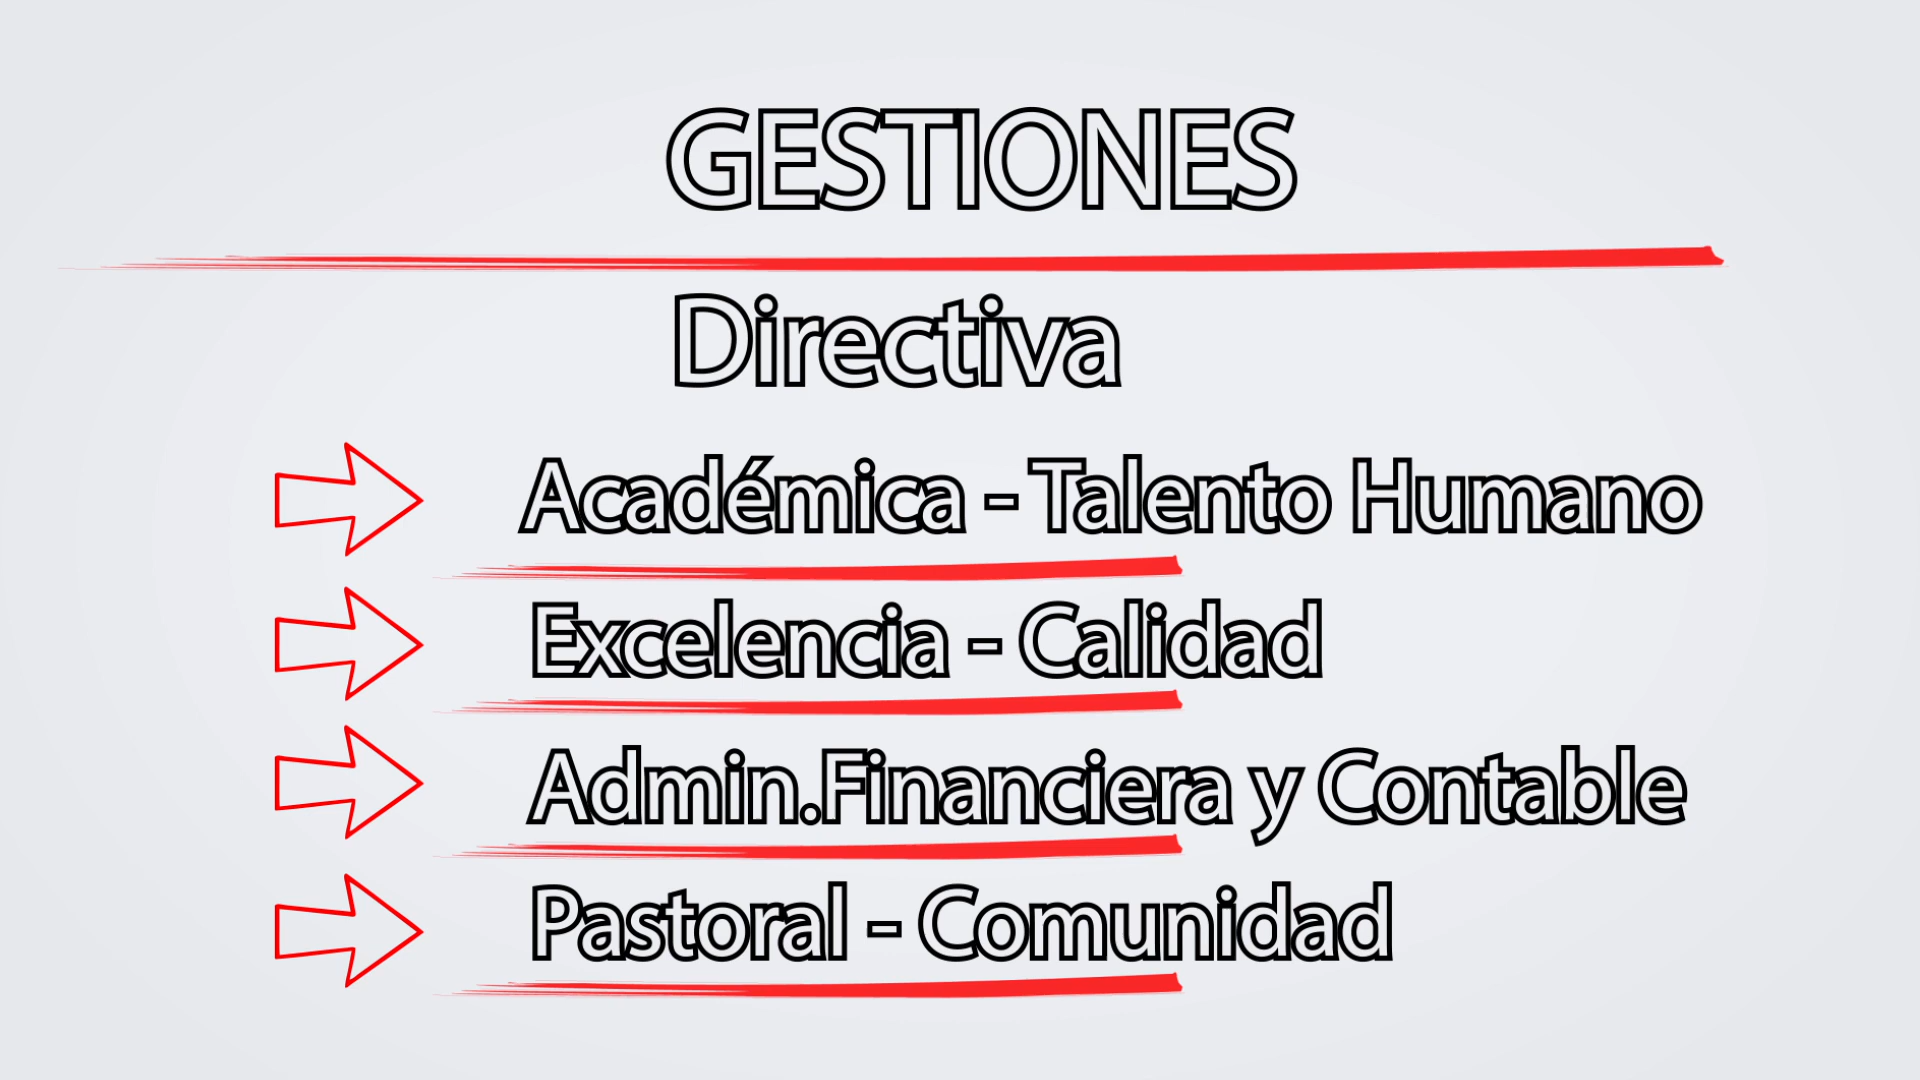 GESTIONES
Directiva
Académica - Talento Humano
Excelencia - Calidad
Admin.Financiera y Contable
Pastoral - Comunidad